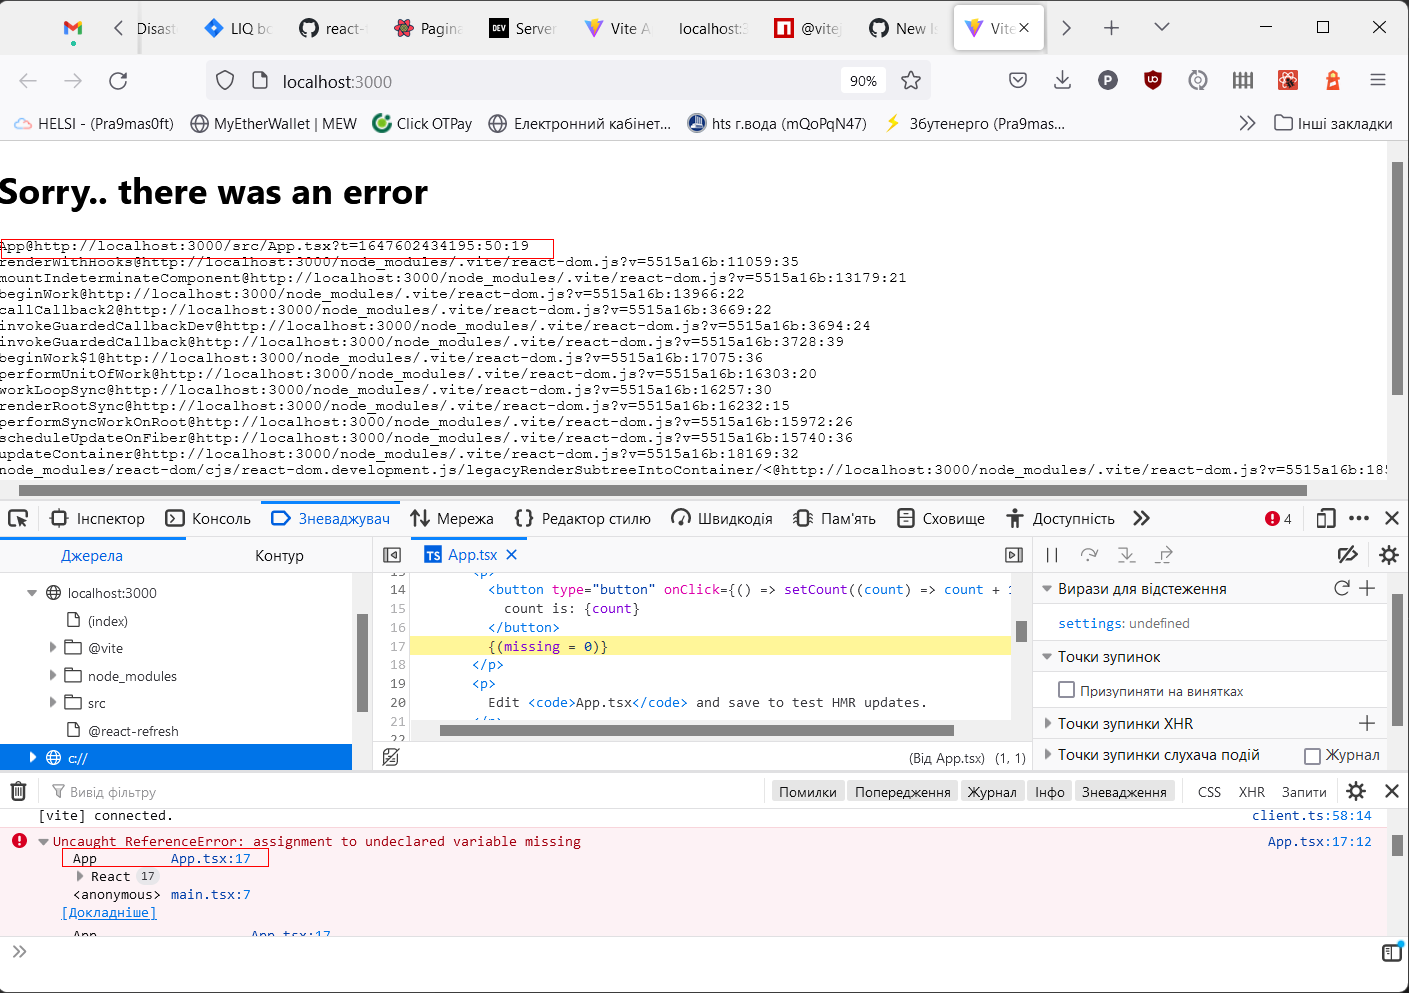 Disast
LIQ bo
react-
Pagina
DEV
Server
Vite A
localhost:3
@vitej
New Is
Vite
localhost:3000
90%
HELSI - (Pra9mas0ft)
MyEtherWallet | MEW
Click OTPay
Електронний кабінет...
hts г.вода (mQoPqN47)
Збутенерго (Pra9mas...
Інші закладки
Sorry.. there was an error
App@http://localhost:3000/src/App.tsx?t=1647602434195:50:19
renderWithHooks@http://localhost:3000/node_modules/.vite/react-dom.js?v=5515a16b:11059:35
mountIndeterminateComponent@http://localhost:3000/node_modules/.vite/react-dom.js?v=5515a16b:13179:21
beginWork@http://localhost:3000/node_modules/.vite/react-dom.js?v=5515a16b:13966:22
callCallback2@http://localhost:3000/node_modules/.vite/react-dom.js?v=5515a16b:3669:22
invokeGuardedCallbackDev@http://localhost:3000/node_modules/.vite/react-dom.js?v=5515a16b:3694:24
invokeGuardedCallback@http://localhost:3000/node_modules/.vite/react-dom.js?v=5515a16b:3728:39
beginWork$1@http://localhost:3000/node_modules/.vite/react-dom.js?v=5515a16b:17075:36
performUnitOfWork@http://localhost:3000/node_modules/.vite/react-dom.js?v=5515a16b:16303:20
workLoopSync@http://localhost:3000/node_modules/.vite/react-dom.js?v=5515a16b:16257:30
renderRootSync@http://localhost:3000/node_modules/.vite/react-dom.js?v=5515a16b:16232:15
performSyncWorkOnRoot@http://localhost:3000/node_modules/.vite/react-dom.js?v=5515a16b:15972:26
scheduleUpdateOnFiber@http://localhost:3000/node_modules/.vite/react-dom.js?v=5515a16b:15740:36
updateContainer@http://localhost:3000/node_modules/.vite/react-dom.js?v=5515a16b:18169:32
node_modules/react-dom/cjs/react-dom.development.js/legacyRenderSubtreeIntoContainer/<@http://localhost:3000/node_modules/.vite/react-dom.js?v=5515a16b:185
Інспектор
Консоль
Зневаджувач
Мережа
Редактор стилю
Швидкодія
Пам'ять
Сховище
Доступність
4
Джерела
Контур
localhost:3000
(index)
@vite
node_modules
src
@react-refresh
c://
TS App.tsx
13 <p>
14 <button type="button" onClick={() => setCount((count) => count + 1
15 count is: {count}
16 </button>
17 {(missing = 0)}
18 </p>
19 <p>
20 Edit <code>App.tsx</code> and save to test HMR updates.
21 </p>
22
(Від App.tsx) (1, 1)
Вирази для відстеження
settings: undefined
Точки зупинок
Призупиняти на винятках
Точки зупинки XHR
Точки зупинки слухача подій
Журнал
Вивід фільтру
Помилки
Попередження
Журнал
Інфо
Зневадження
CSS
XHR
Запити
[vite] connected.
client.ts:58:14
Uncaught ReferenceError: assignment to undeclared variable missing
App.tsx:17:12
App App.tsx:17
React 17
<anonymous> main.tsx:7
[Докладніше]
App App.tsx:17